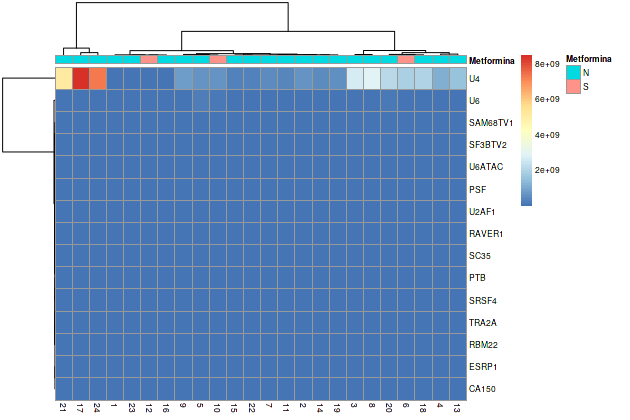 Metformina
U4
U6
SAM68TV1
SF3BTV2
U6ATAC
PSF
U2AF1
RAVER1
SC35
PTB
SRSF4
TRA2A
RBM22
ESRP1
CA150
21 17 24 1 23 12 16 9 5 10 15 22 7 11 2 14 19 3 8 20 6 18 4 13
8e+09
6e+09
4e+09
2e+09
Metformina
N
S